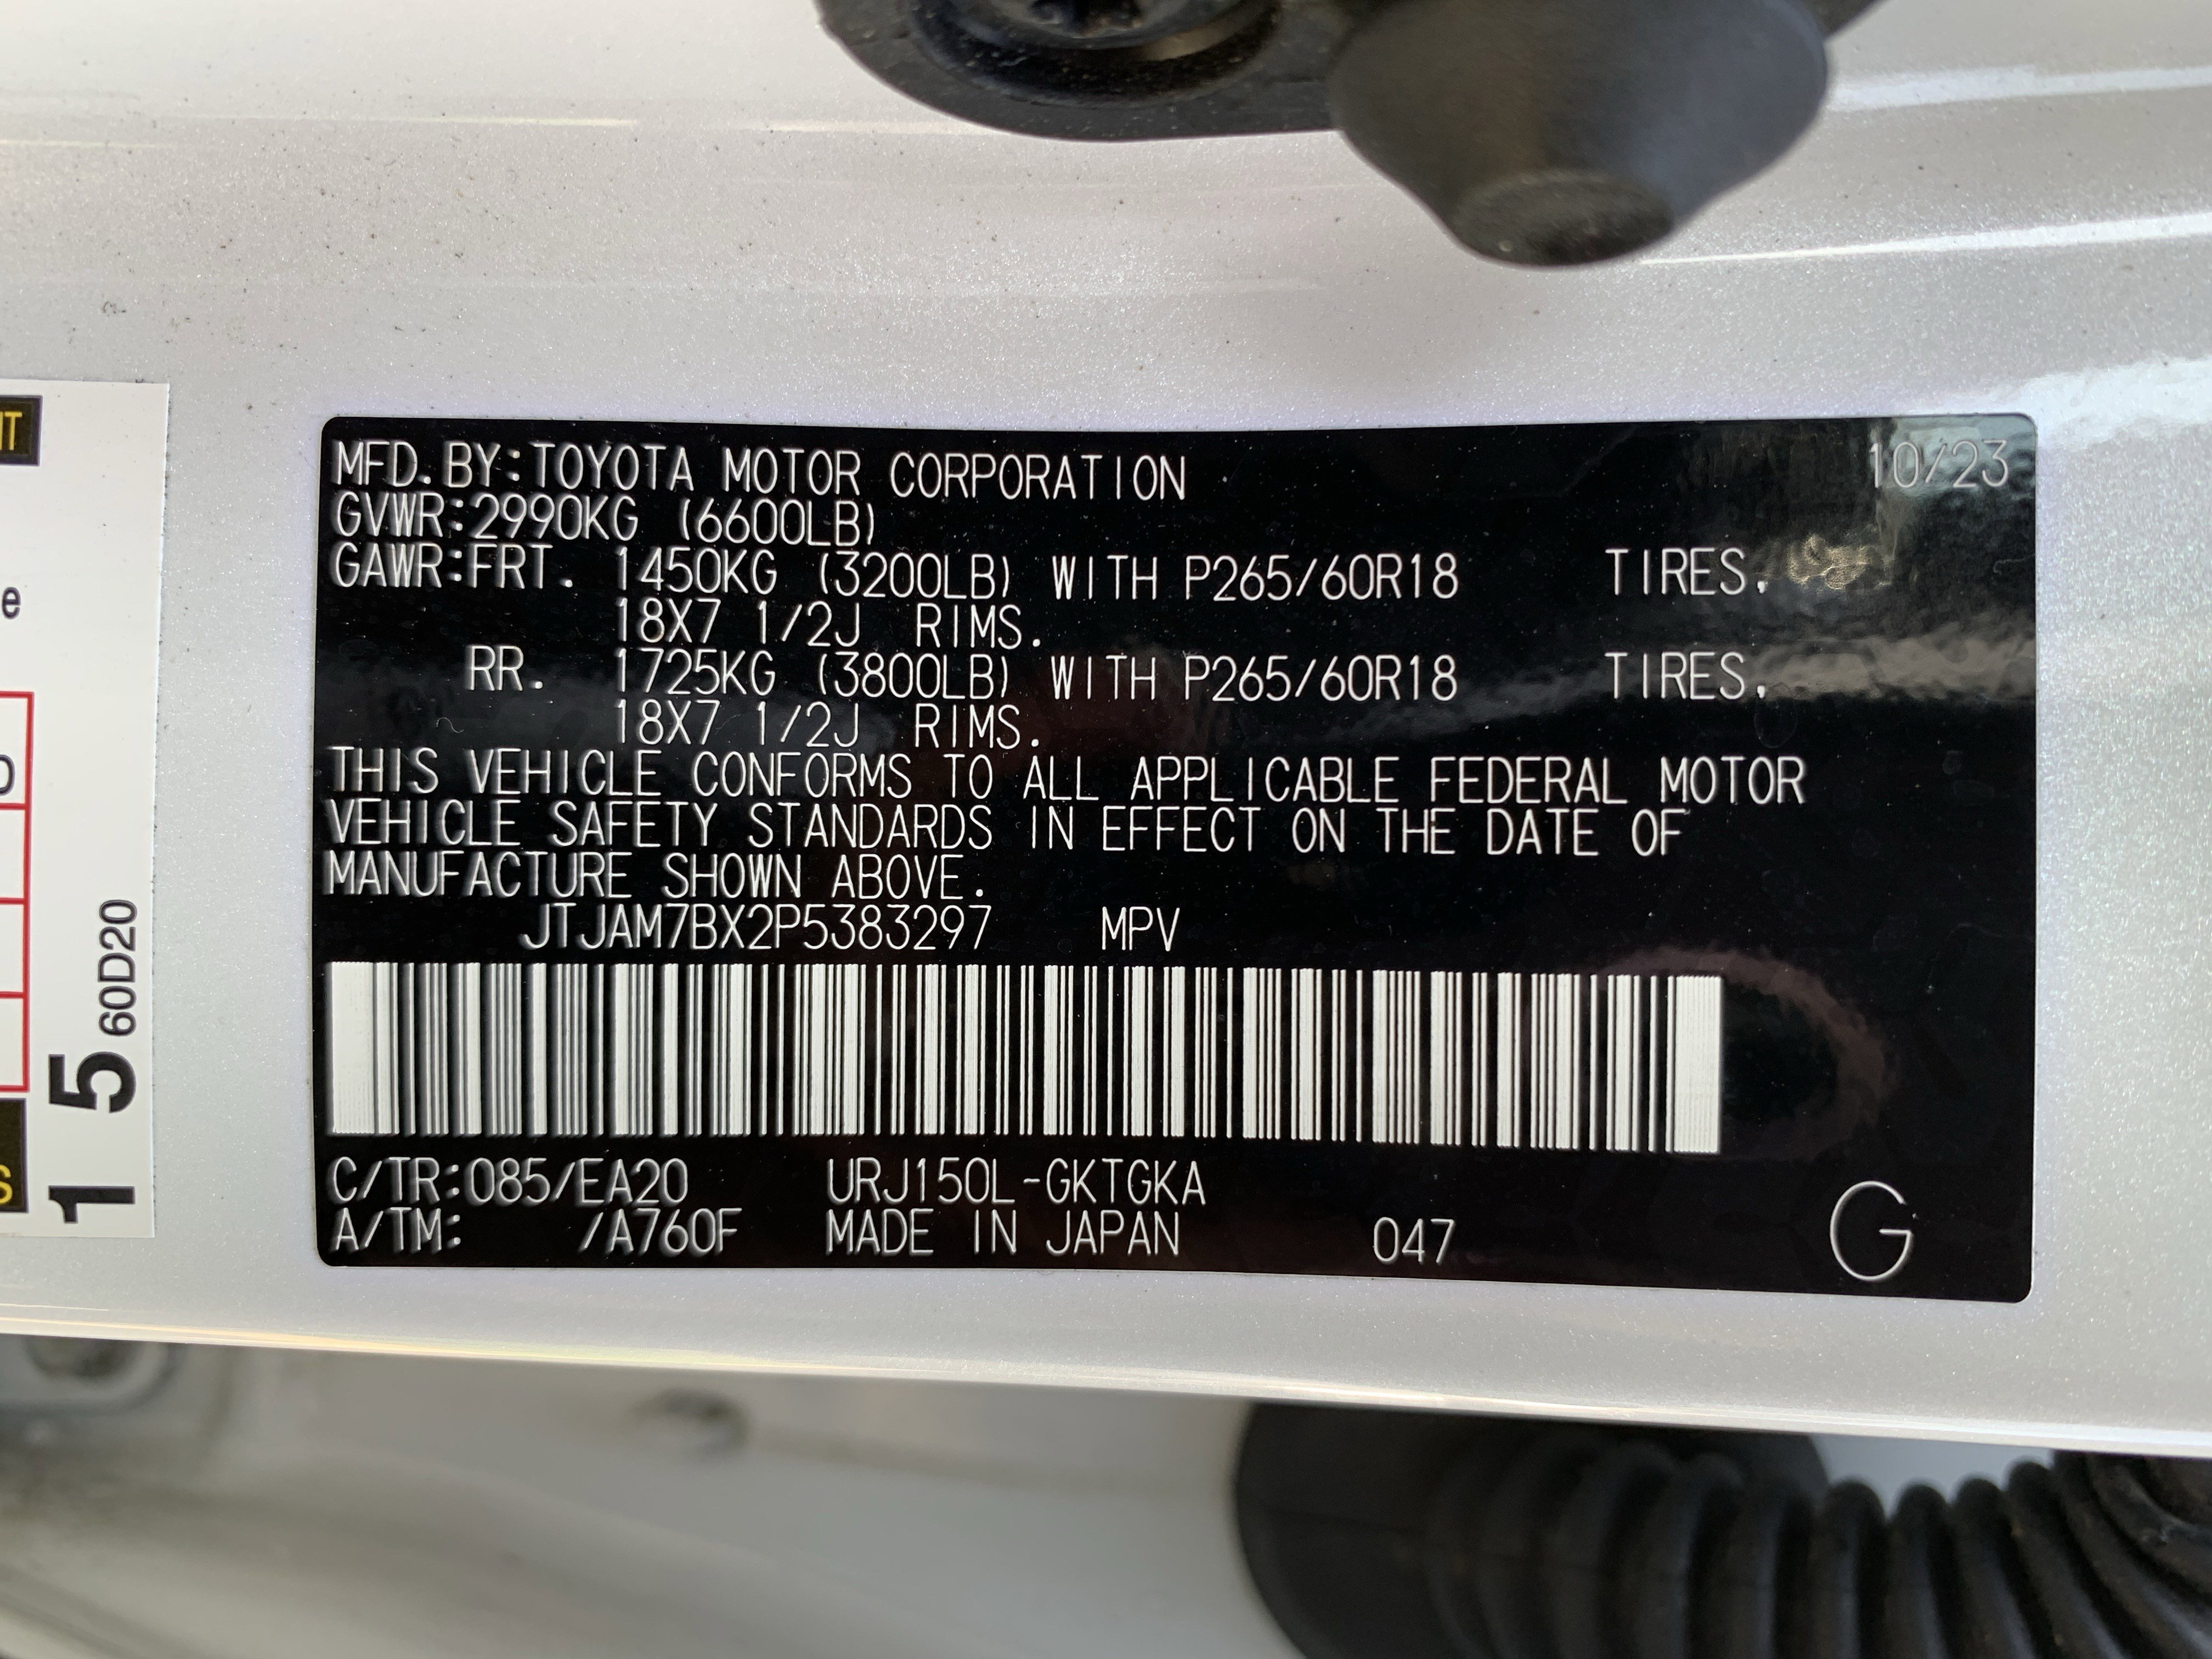 MFD.BY:TOYOTA MOTOR CORPORATION 10/23
GVWR:2990KG (6600LB)
GAWR:FRT. 1450KG (3200LB) WITH P265/60R18 TIRES.
18X7 1/2J RIMS.
RR. 1725KG (3800LB) WITH P265/60R18 TIRES.
18X7 1/2J RIMS.
THIS VEHICLE CONFORMS TO ALL APPLICABLE FEDERAL MOTOR
VEHICLE SAFETY STANDARDS IN EFFECT ON THE DATE OF
MANUFACTURE SHOWN ABOVE.
JTJAM7BX2P5383297 MPV
C/TR:085/EA20 URJ150L-GKTGKA
A/TM: /A760F MADE IN JAPAN 047 G
15 60D20